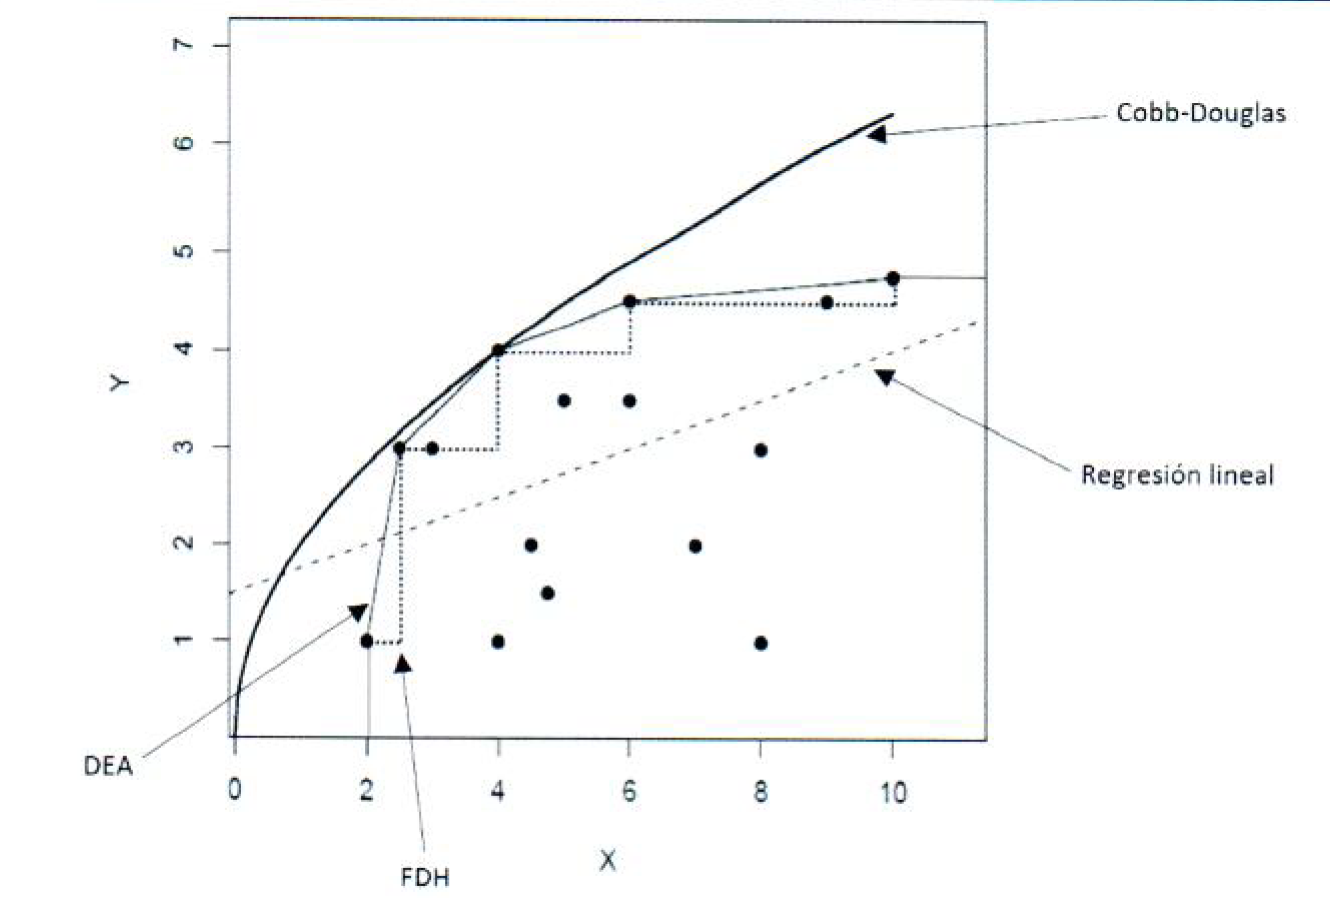 7
6
5
4
3
2
1
Y
0 2 4 6 8 10
X
Cobb-Douglas
Regresión lineal
DEA
FDH